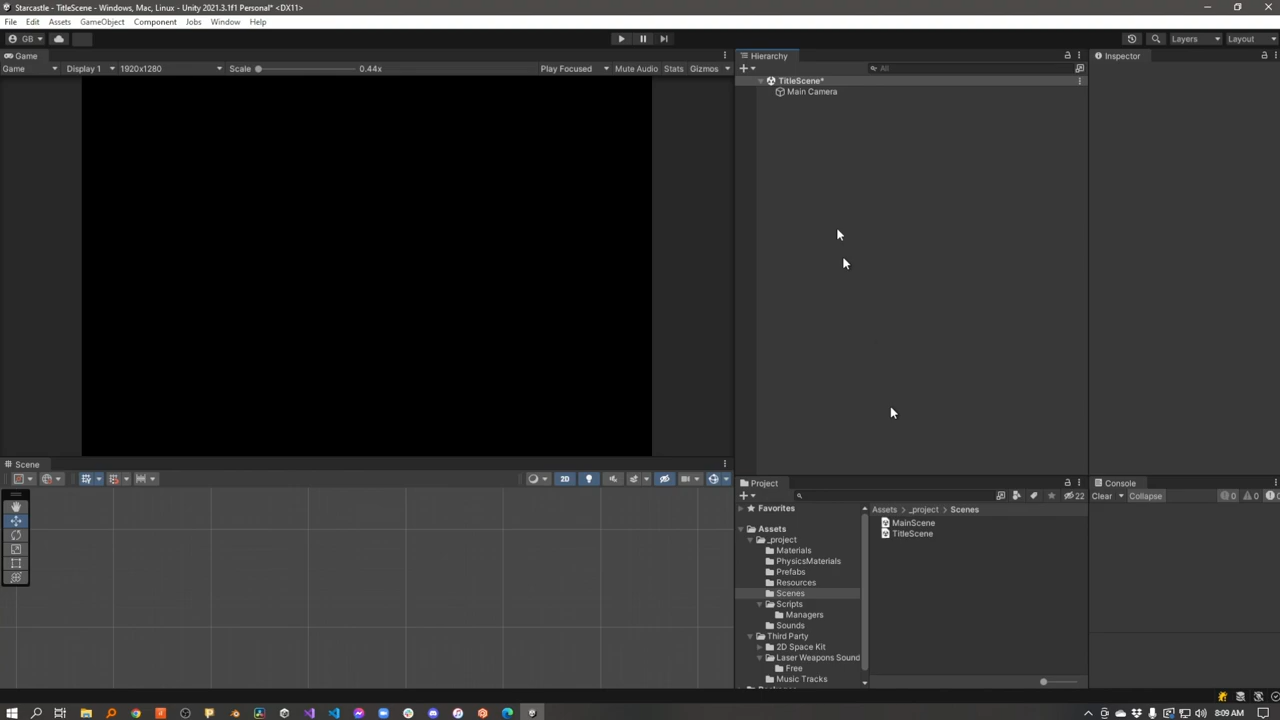 Starcastle - TitleScene - Windows, Mac, Linux - Unity 2021.3.1f1 Personal* <DX11>
File Edit Assets GameObject Component Jobs Window Help
GB Layers Layout
Game Hierarchy Inspector
Game Display 1 1920x1280 Scale 0.44x Play Focused Mute Audio Stats Gizmos All
TitleScene*
Main Camera
Scene
2D
Project Console
22 Clear Collapse 0 0
Favorites Assets _project Scenes
MainScene
Assets
TitleScene
_project
Materials
PhysicsMaterials
Prefabs
Resources
Scenes
Scripts
Managers
Sounds
Third Party
2D Space Kit
Laser Weapons Sound
Free
Music Tracks
8:09 AM